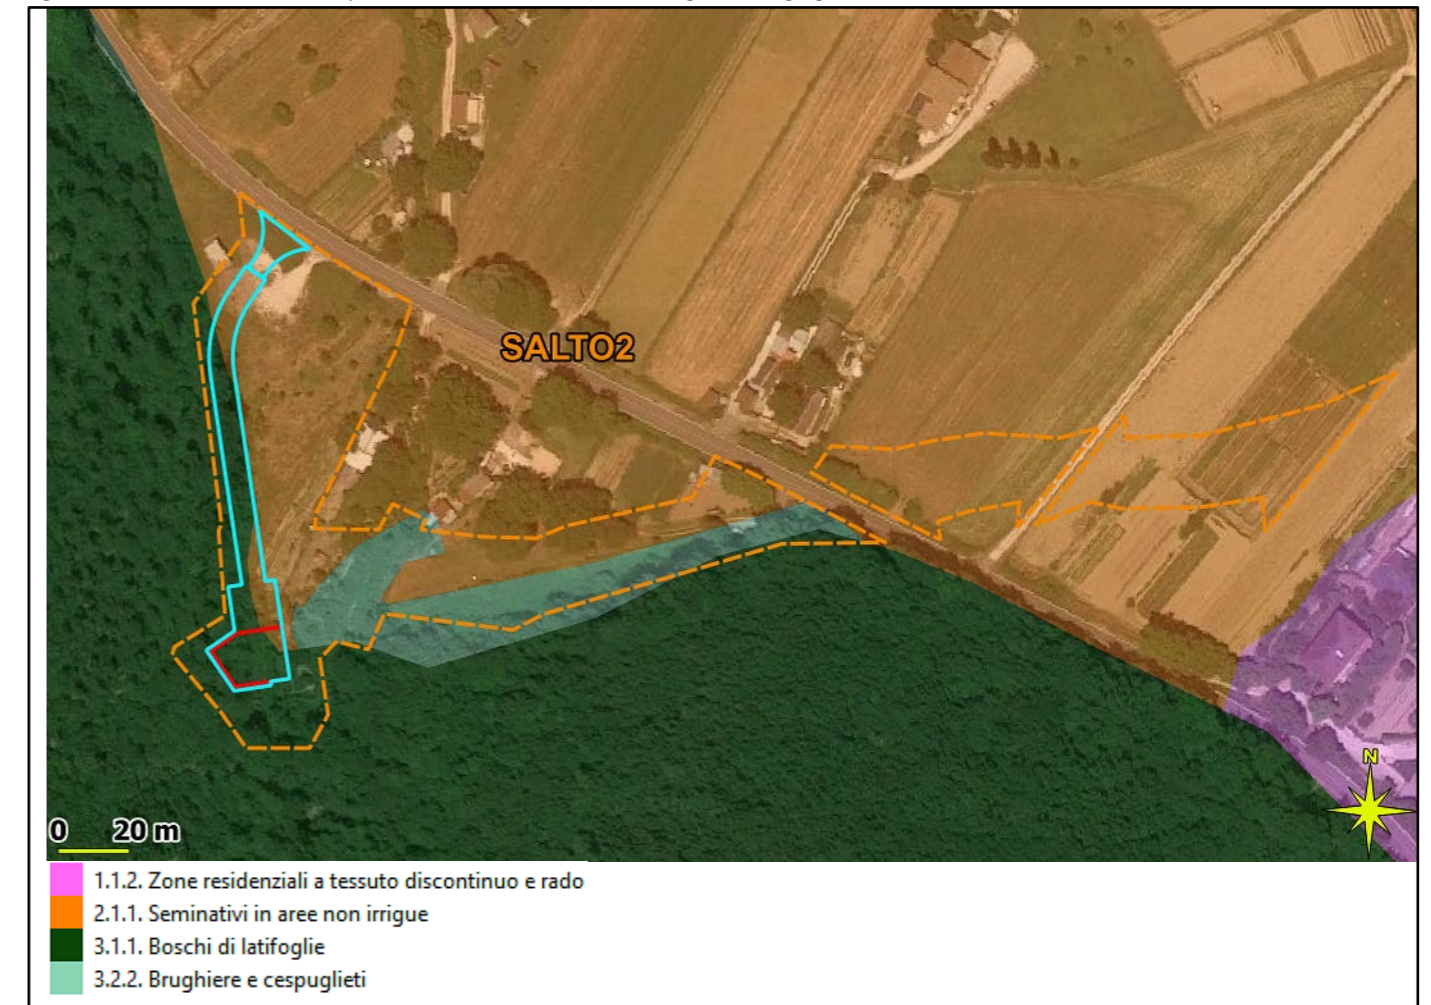 SALTO2
N
0 20 m
1.1.2. Zone residenziali a tessuto discontinuo e rado
2.1.1. Seminativi in aree non irrigue
3.1.1. Boschi di latifoglie
3.2.2. Brughiere e cespuglieti